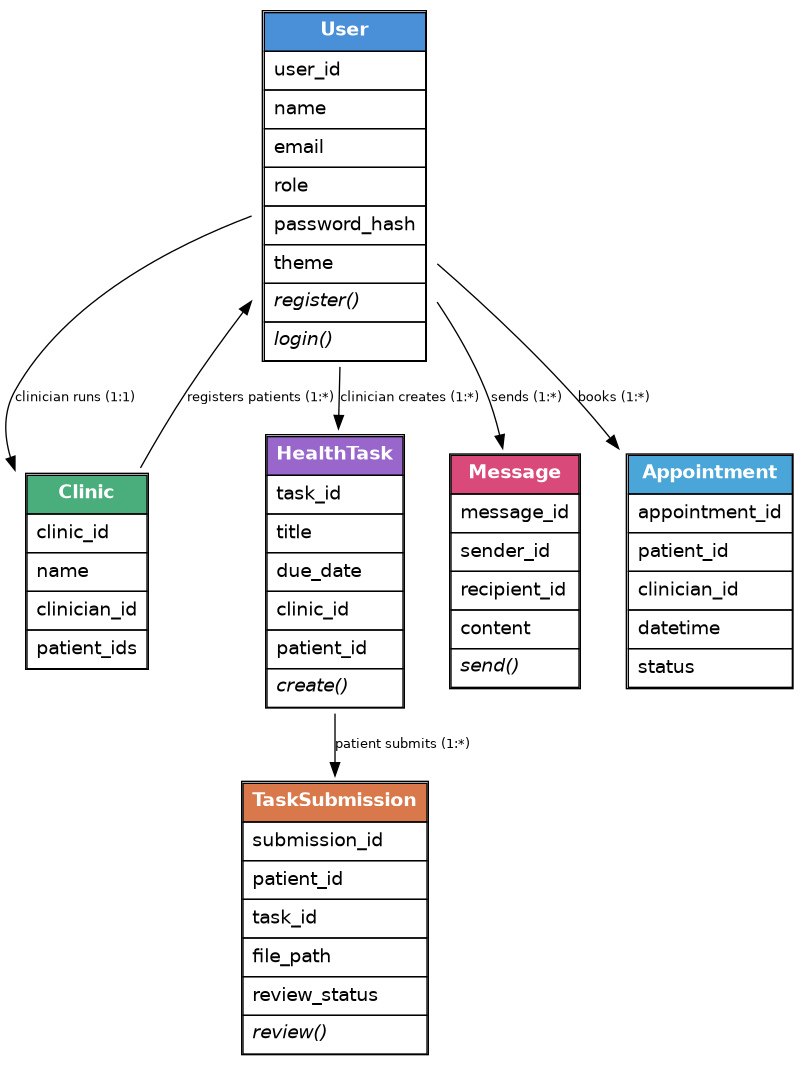 User
user_id
name
email
role
password_hash
theme
register()
login()
clinician runs (1:1)
registers patients (1:*)
clinician creates (1:*)
sends (1:*)
books (1:*)
Clinic
clinic_id
name
clinician_id
patient_ids
HealthTask
task_id
title
due_date
clinic_id
patient_id
create()
Message
message_id
sender_id
recipient_id
content
send()
Appointment
appointment_id
patient_id
clinician_id
datetime
status
patient submits (1:*)
TaskSubmission
submission_id
patient_id
task_id
file_path
review_status
review()